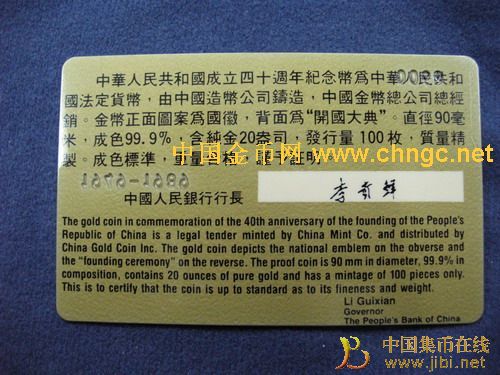 中華人民共和國成立四十週年紀念幣爲中華人民共和
國法定貨幣，由中國造幣公司鑄造，中國金幣總公司總經
銷。金幣正面圖案爲國徽，背面爲“開國大典”。直徑90毫
米，成色99.9%，含純金20盎司，發行量100枚，質量精
製。成色標準，重量
中国金币网 www.chngc.net
中國人民銀行行長
李貴鮮
The gold coin in commemoration of the 40th anniversary of the founding of the People's
Republic of China is a legal tender minted by China Mint Co. and distributed by
China Gold Coin Inc. The gold coin depicts the national emblem on the obverse and
the "founding ceremony" on the reverse. The proof coin is 90 mm in diameter, 99.9% in
composition, contains 20 ounces of pure gold and has a mintage of 100 pieces only.
This is to certify that the coin is up to standard as to its fineness and weight.
Li Guixian
Governor
The People's Bank of China
中国集币在线
www.jibi.net